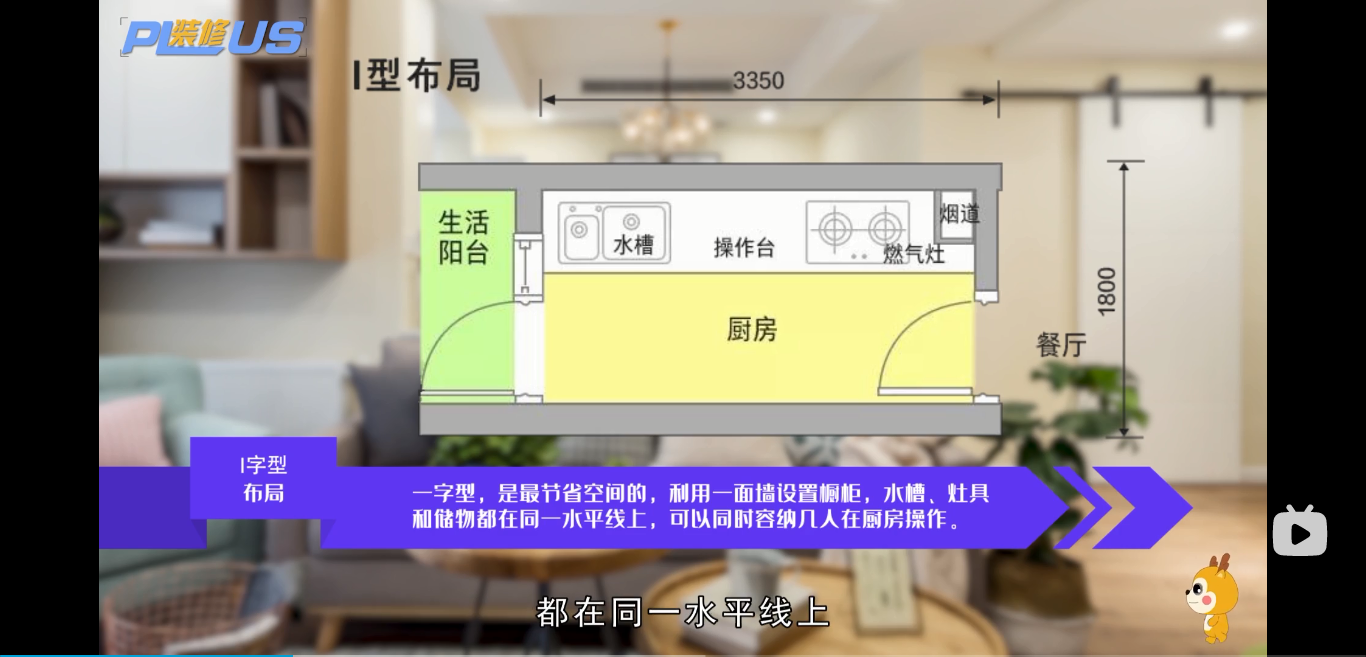 PL装修US
I型布局
3350
生活
阳台
水槽
操作台
烟道
燃气灶
厨房
1800
餐厅
I字型
布局
一字型，是最节省空间的，利用一面墙设置橱柜，水槽、灶具
和储物都在同一水平线上，可以同时容纳几人在厨房操作。
都在同一水平线上